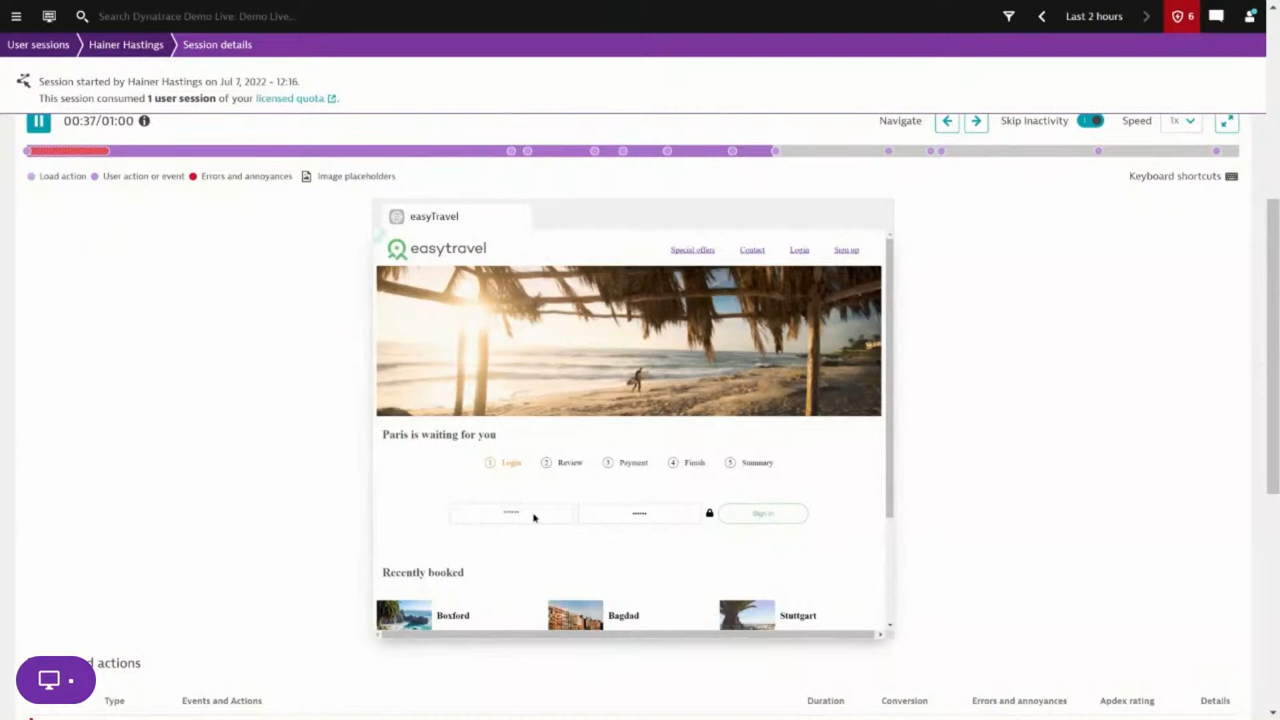 Search Dynatrace Demo Live: Demo Live...
Last 2 hours
6
User sessions
Hainer Hastings
Session details
Session started by Hainer Hastings on Jul 7, 2022 - 12:16.
This session consumed 1 user session of your licensed quota.
00:37/01:00
Navigate
Skip Inactivity
Speed
1x
Load action
User action or event
Errors and annoyances
Image placeholders
Keyboard shortcuts
easyTravel
easytravel
Special offers
Contact
Login
Sign up
Paris is waiting for you
1 Login
2 Review
3 Payment
4 Finish
5 Summary
******
••••••
Sign in
Recently booked
Boxford
Bagdad
Stuttgart
actions
Type
Events and Actions
Duration
Conversion
Errors and annoyances
Apdex rating
Details